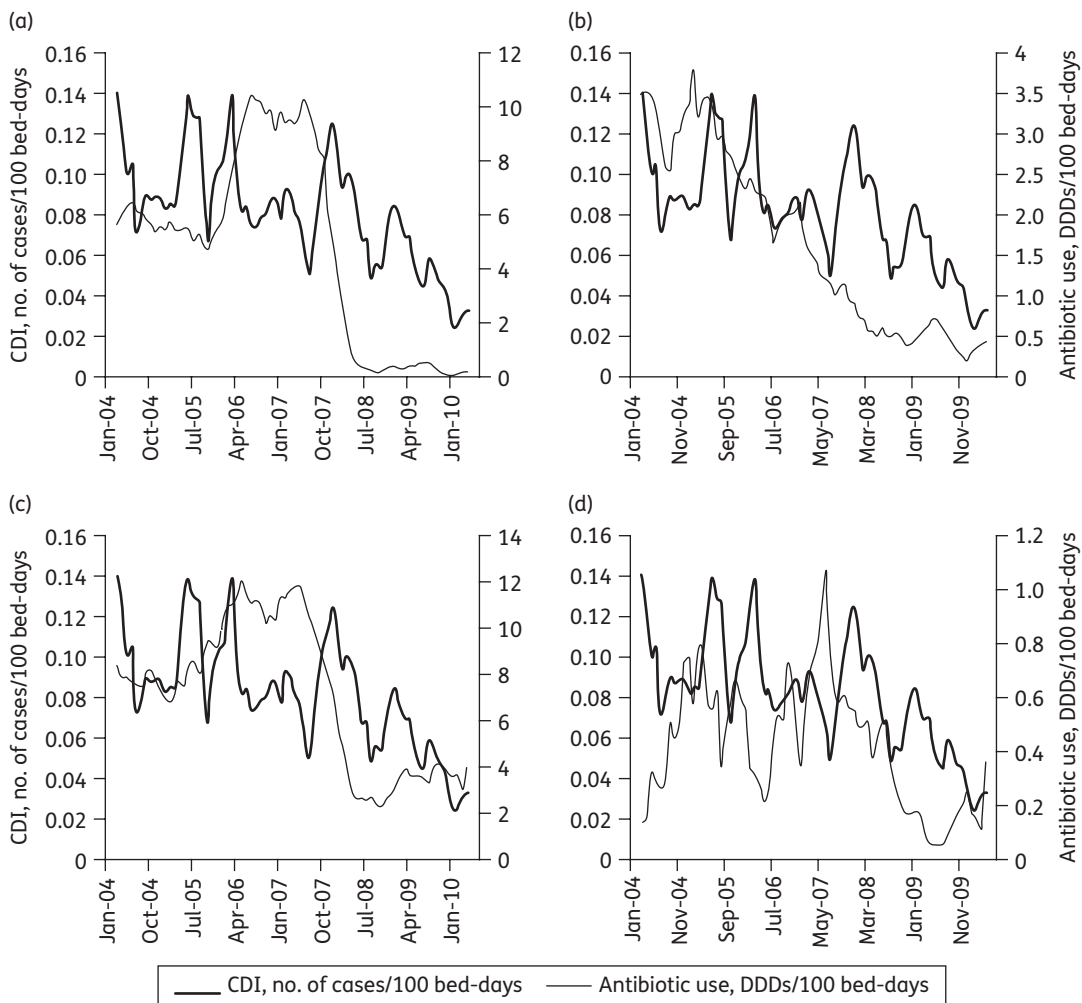 (a)
CDI, no. of cases/100 bed-days
0.16
0.14
0.12
0.10
0.08
0.06
0.04
0.02
0
12
10
8
6
4
2
0
Jan-04
Oct-04
Jul-05
Apr-06
Jan-07
Oct-07
Jul-08
Apr-09
Jan-10
(b)
0.16
0.14
0.12
0.10
0.08
0.06
0.04
0.02
0
4
3.5
3.0
2.5
2.0
1.5
1.0
0.5
0
Antibiotic use, DDDs/100 bed-days
Jan-04
Nov-04
Sep-05
Jul-06
May-07
Mar-08
Jan-09
Nov-09
(c)
CDI, no. of cases/100 bed-days
0.16
0.14
0.12
0.10
0.08
0.06
0.04
0.02
0
14
12
10
8
6
4
2
0
Jan-04
Oct-04
Jul-05
Apr-06
Jan-07
Oct-07
Jul-08
Apr-09
Jan-10
(d)
0.16
0.14
0.12
0.10
0.08
0.06
0.04
0.02
0
1.2
1.0
0.8
0.6
0.4
0.2
0
Antibiotic use, DDDs/100 bed-days
Jan-04
Nov-04
Sep-05
Jul-06
May-07
Mar-08
Jan-09
Nov-09
CDI, no. of cases/100 bed-days
Antibiotic use, DDDs/100 bed-days